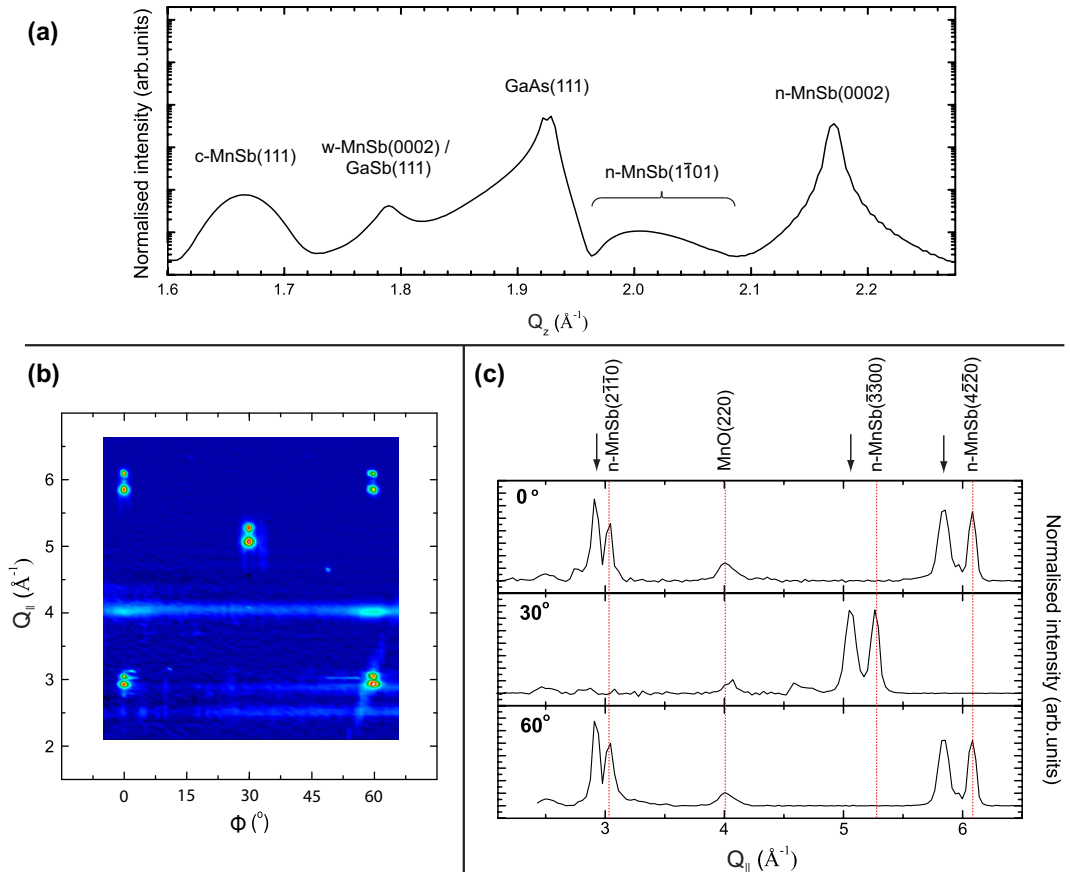 (a)
Normalised intensity (arb.units)
c-MnSb(111)
w-MnSb(0002) /
GaSb(111)
GaAs(111)
n-MnSb(11̅01)
n-MnSb(0002)
1.6 1.7 1.8 1.9 2.0 2.1 2.2
Q_z (Å⁻¹)
(b)
Q_|| (Å⁻¹)
6
5
4
3
2
0 15 30 45 60
Φ (°)
(c)
n-MnSb(21̅1̅0)
MnO(220)
n-MnSb(3̅300)
n-MnSb(42̅2̅0)
0 °
30°
60°
Normalised intensity (arb.units)
3 4 5 6
Q_|| (Å⁻¹)